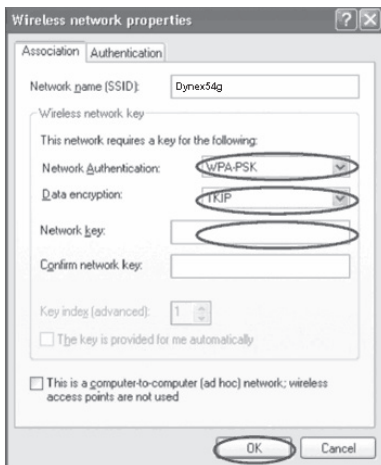 Wireless network properties
Association
Authentication
Network name (SSID):
Dynex54g
Wireless network key
This network requires a key for the following:
Network Authentication:
WPA-PSK
Data encryption:
TKIP
Network key:
Confirm network key:
Key index (advanced):
1
The key is provided for me automatically
This is a computer-to-computer (ad hoc) network; wireless
access points are not used
OK
Cancel